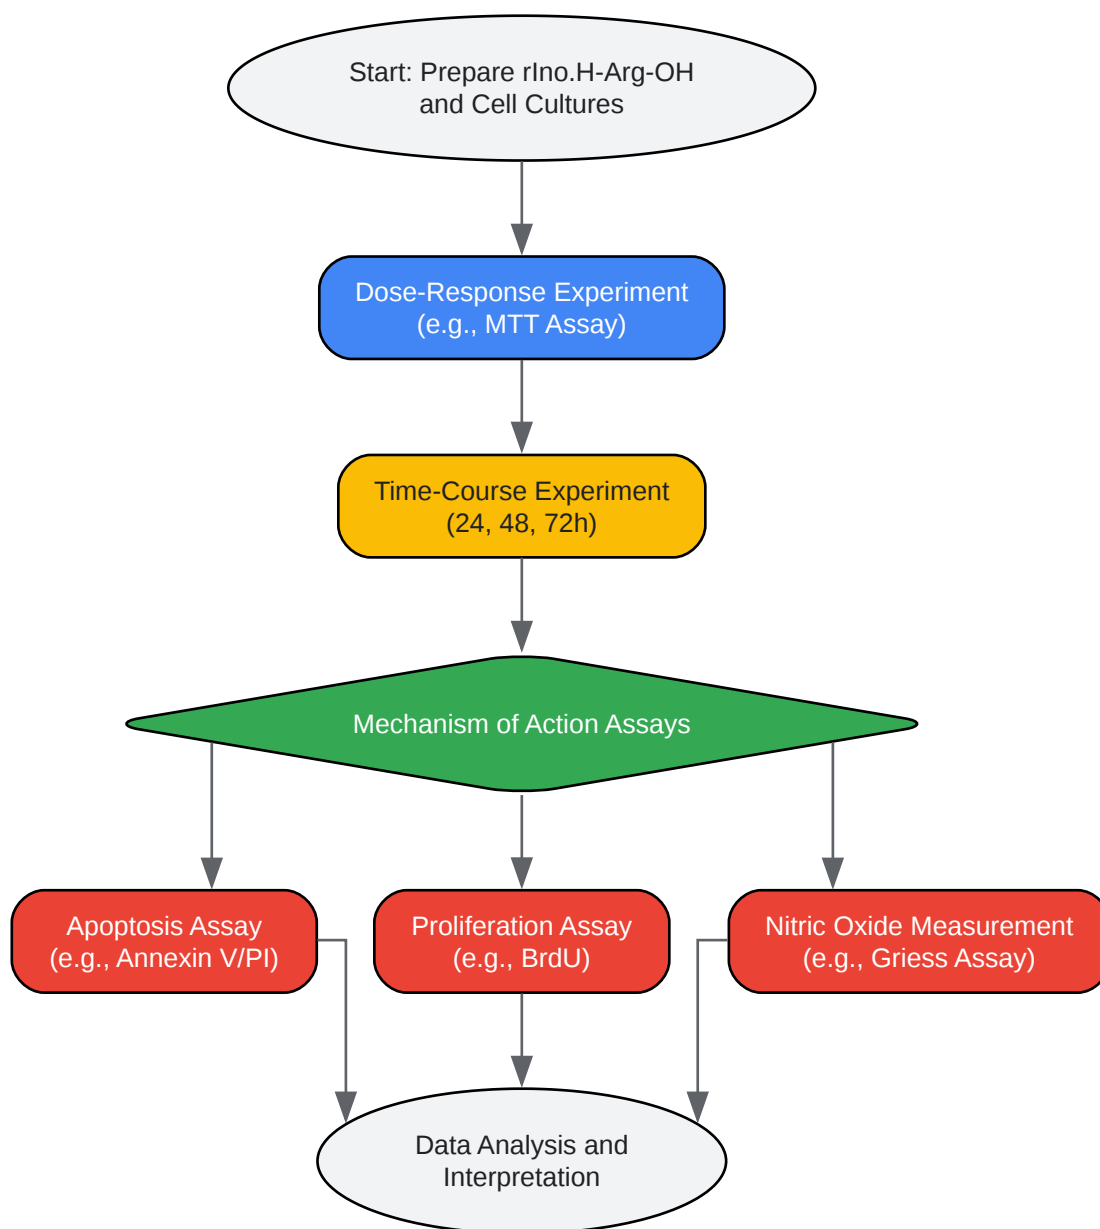 Start: Prepare rIno.H-Arg-OH
and Cell Cultures
Dose-Response Experiment
(e.g., MTT Assay)
Time-Course Experiment
(24, 48, 72h)
Mechanism of Action Assays
Apoptosis Assay
(e.g., Annexin V/PI)
Proliferation Assay
(e.g., BrdU)
Nitric Oxide Measurement
(e.g., Griess Assay)
Data Analysis and
Interpretation